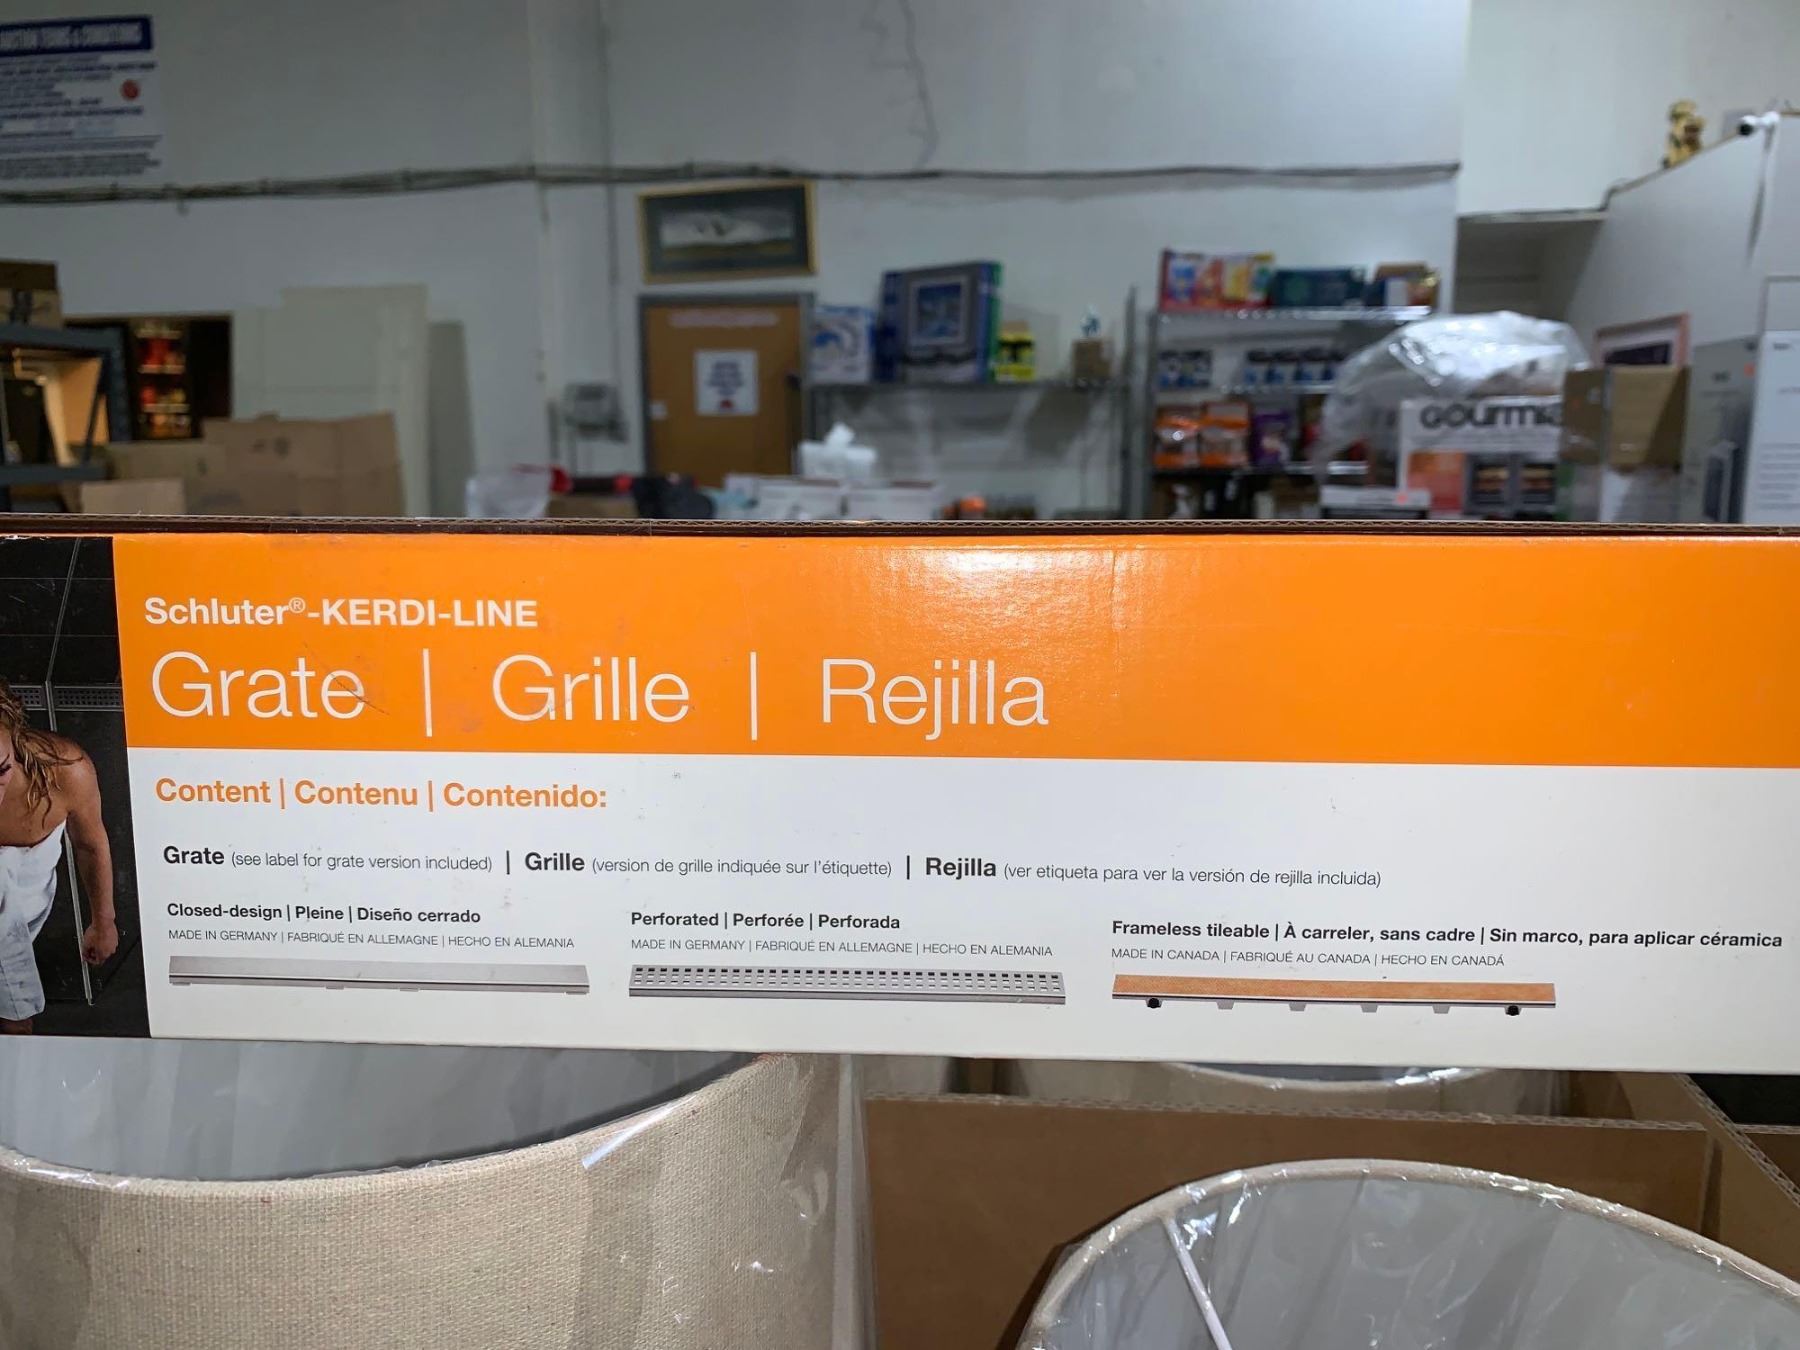 GOURMIA
Schluter®-KERDI-LINE
Grate | Grille | Rejilla
Content | Contenu | Contenido:
Grate (see label for grate version included) | Grille (version de grille indiquée sur l'étiquette) | Rejilla (ver etiqueta para ver la versión de rejilla incluida)
Closed-design | Pleine | Diseño cerrado
MADE IN GERMANY | FABRIQUÉ EN ALLEMAGNE | HECHO EN ALEMANIA
Perforated | Perforée | Perforada
MADE IN GERMANY | FABRIQUÉ EN ALLEMAGNE | HECHO EN ALEMANIA
Frameless tileable | À carreler, sans cadre | Sin marco, para aplicar céramica
MADE IN CANADA | FABRIQUÉ AU CANADA | HECHO EN CANADÁ